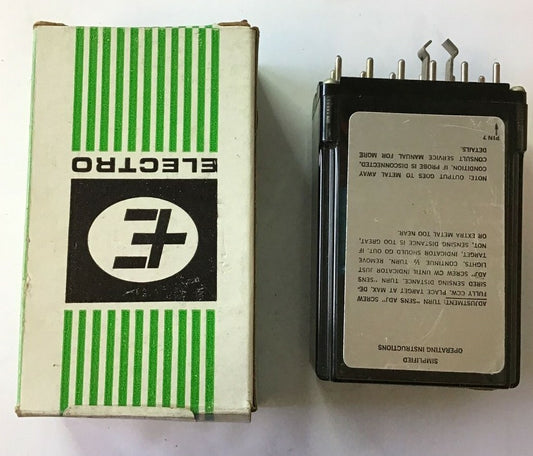 ELECTRO
SIMPLIFIED
OPERATING INSTRUCTIONS
ADJUSTMENT: TURN "SENS ADJ" SCREW
FULLY CCW. PLACE TARGET AT MAX. DE-
SIRED SENSING DISTANCE. TURN "SENS
ADJ" SCREW CW UNTIL INDICATOR JUST
LIGHTS. CONTINUE ½ TURN. REMOVE
TARGET. INDICATOR SHOULD GO OUT. IF
NOT, SENSING DISTANCE IS TOO GREAT,
OR EXTRA METAL TOO NEAR.
NOTE: OUTPUT GOES TO METAL AWAY
CONDITION, IF PROBE IS DISCONNECTED.
CONSULT SERVICE MANUAL FOR MORE
DETAILS.
PIN 7